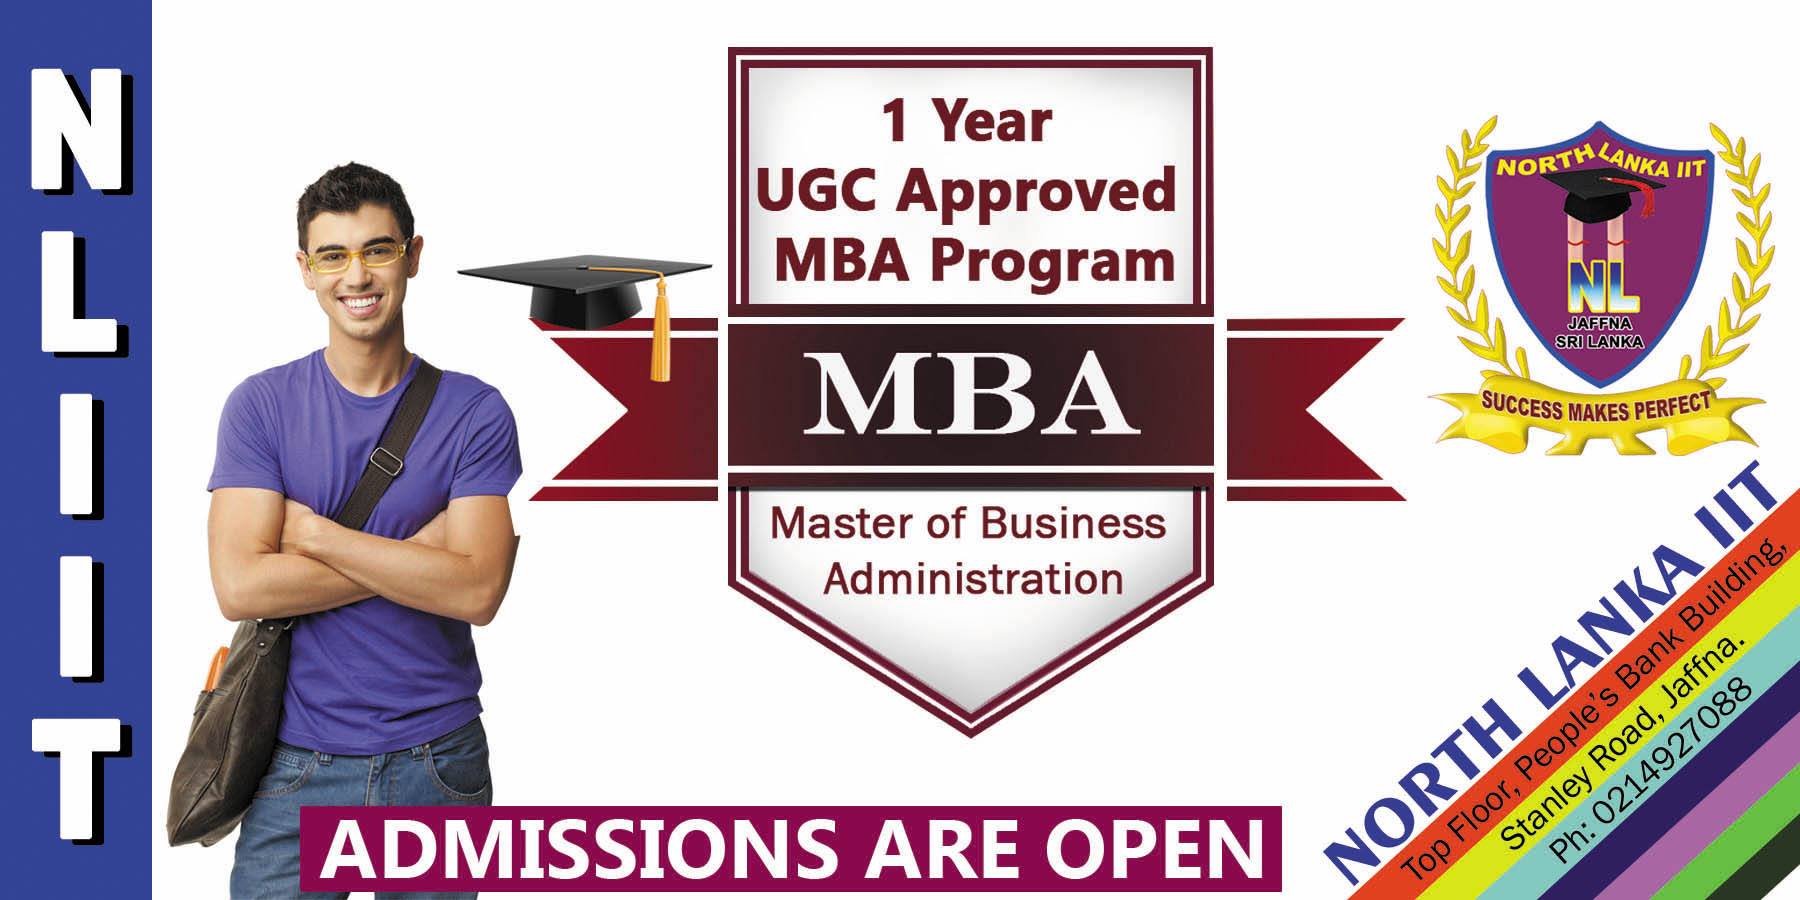 NLIIT
1 Year
UGC Approved
MBA Program
MBA
Master of Business
Administration
ADMISSIONS ARE OPEN
NORTH LANKA IIT
NL
JAFFNA
SRI LANKA
SUCCESS MAKES PERFECT
NORTH LANKA IIT
Top Floor, People's Bank Building,
Stanley Road, Jaffna.
Ph: 0214927088